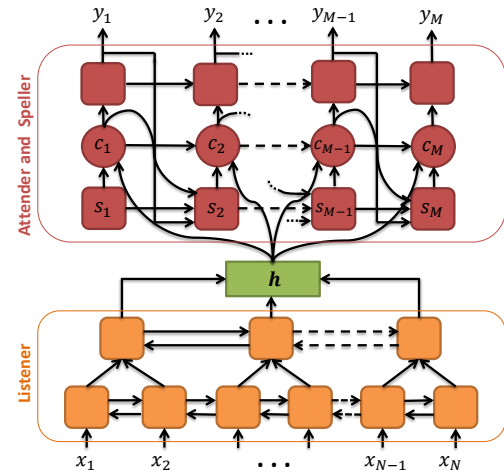 y₁ y₂ ... y_{M−1} y_M
Attender and Speller
c₁ c₂ c_{M−1} c_M
s₁ s₂ s_{M−1} s_M
h
Listener
x₁ x₂ ... x_{N−1} x_N